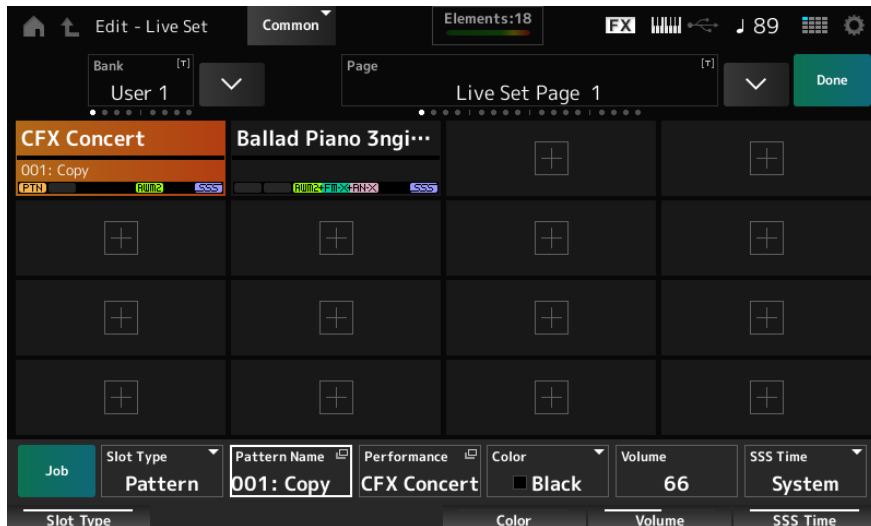 Edit - Live Set
Common
Elements:18
FX
♩ 89
Bank
[T]
User 1
Page
[T]
Live Set Page 1
Done
CFX Concert
001: Copy
PTN
AWM2
SSS
Ballad Piano 3ngi⋯
AWM2+FM-X+AN-X
SSS
Job
Slot Type
Pattern
Pattern Name
001: Copy
Performance
CFX Concert
Color
Black
Volume
66
SSS Time
System
Slot Type
Color
Volume
SSS Time